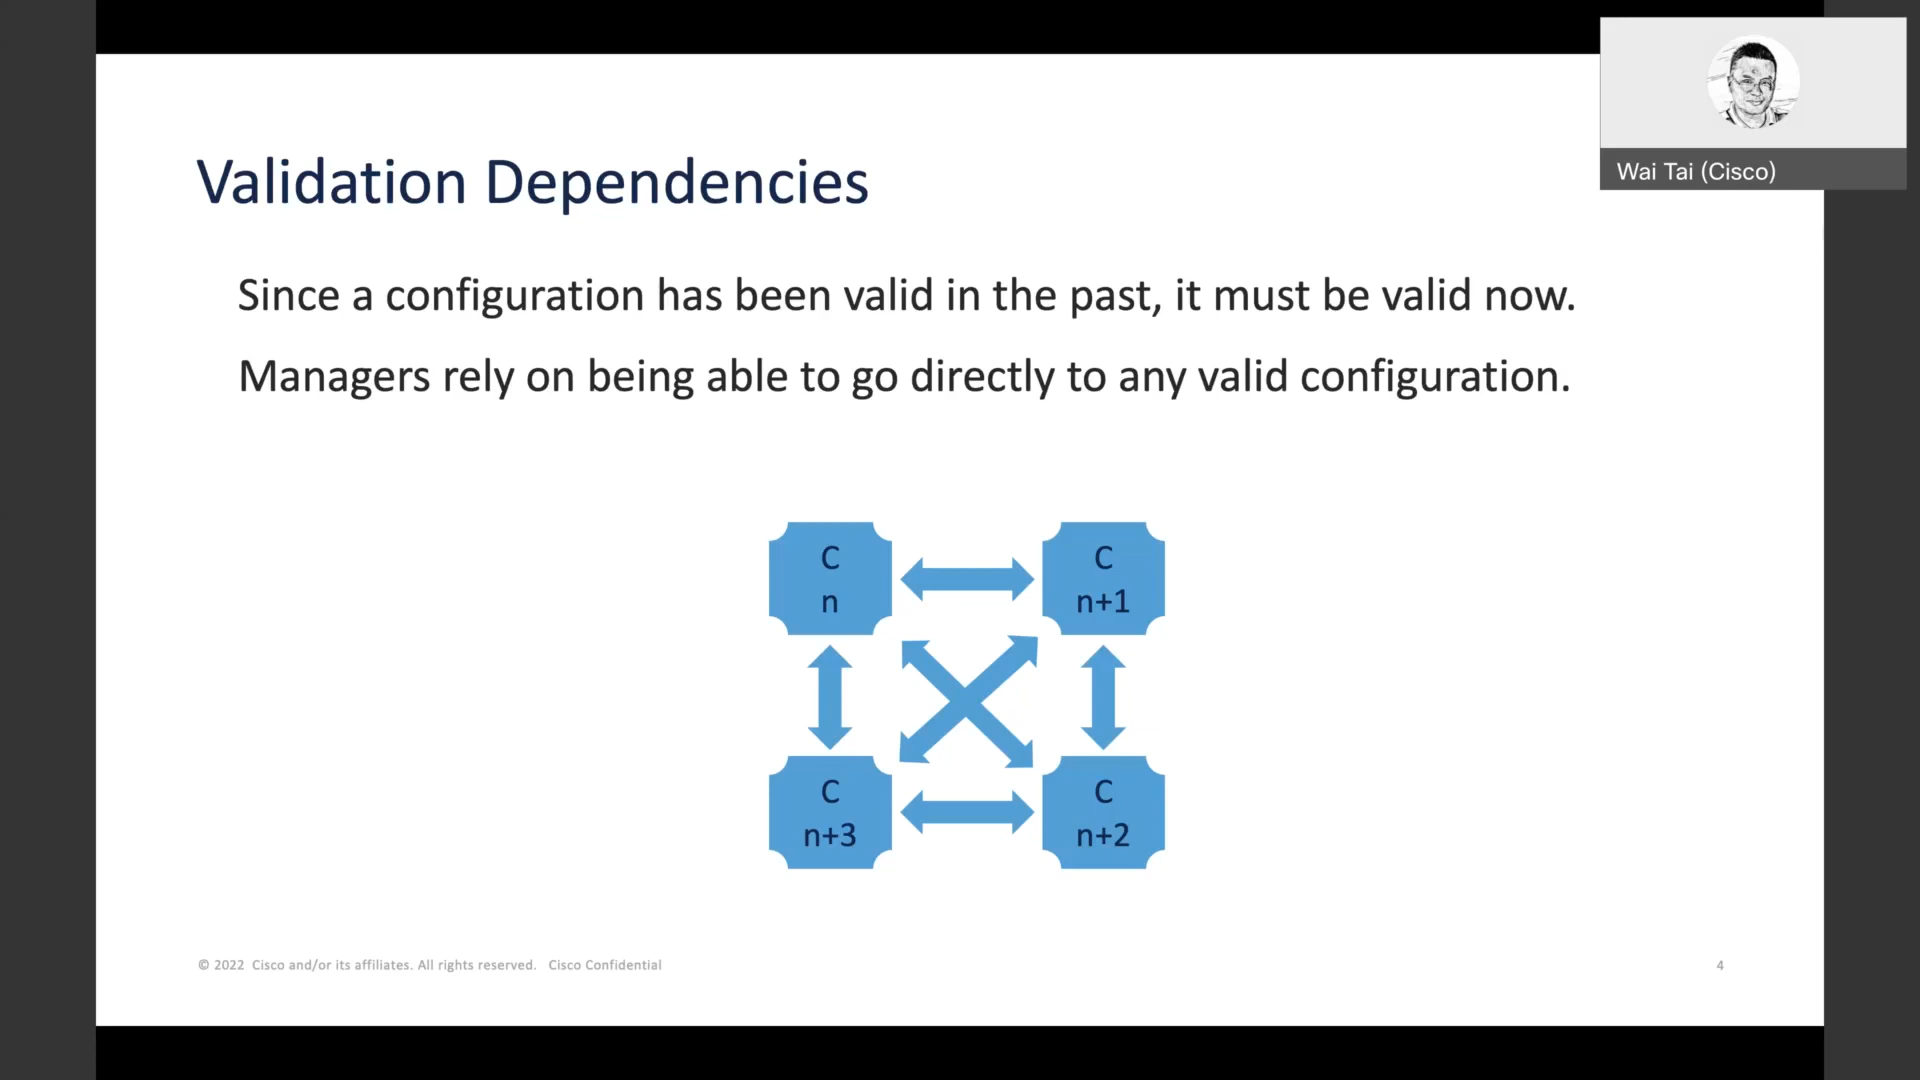 Wai Tai (Cisco)
Validation Dependencies
Since a configuration has been valid in the past, it must be valid now.
Managers rely on being able to go directly to any valid configuration.
C
n
C
n+1
C
n+3
C
n+2
© 2022 Cisco and/or its affiliates. All rights reserved. Cisco Confidential
4